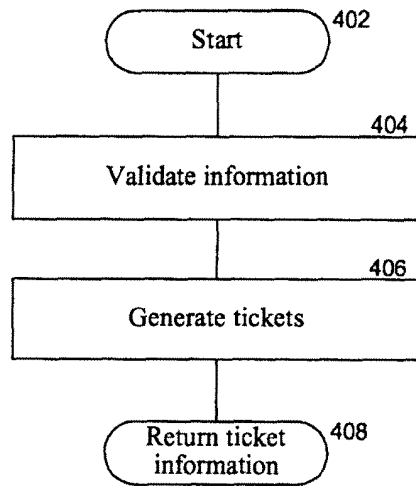 Start
402
404
Validate information
406
Generate tickets
Return ticket
information
408